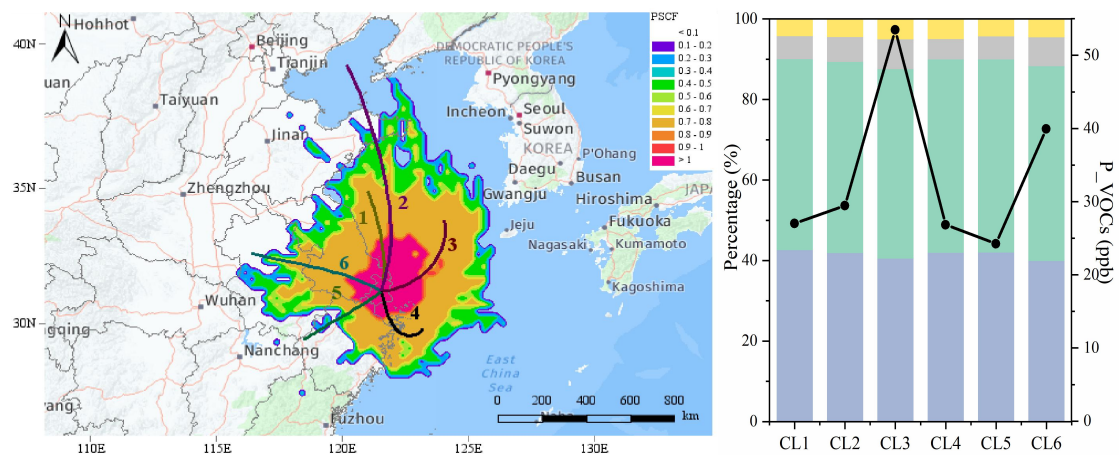 PSCF
< 0.1
0.1 - 0.2
0.2 - 0.3
0.3 - 0.4
0.4 - 0.5
0.5 - 0.6
0.6 - 0.7
0.7 - 0.8
0.8 - 0.9
0.9 - 1
> 1
Hohhot
40N
Beijing
Tianjin
DEMOCRATIC PEOPLE'S
REPUBLIC OF KOREA
Pyongyang
uan
Taiyuan
Incheon
Seoul
Suwon
KOREA
Jinan
P'Ohang
Daegu
Busan
35N
Zhengzhou
Gwangju
JAPA
Hiroshima
1
2
Jeju
Fukuoka
3
Nagasaki
Kumamoto
6
5
Kagoshima
Wuhan
4
30N
gqing
Nanchang
East
China
Sea
0 200 400 600 800
km
yang
Fuzhou
110E 115E 120E 125E 130E
Percentage (%)
100
80
60
40
20
0
CL1 CL2 CL3 CL4 CL5 CL6
50
40
30
20
10
0
P_VOCs (ppb)